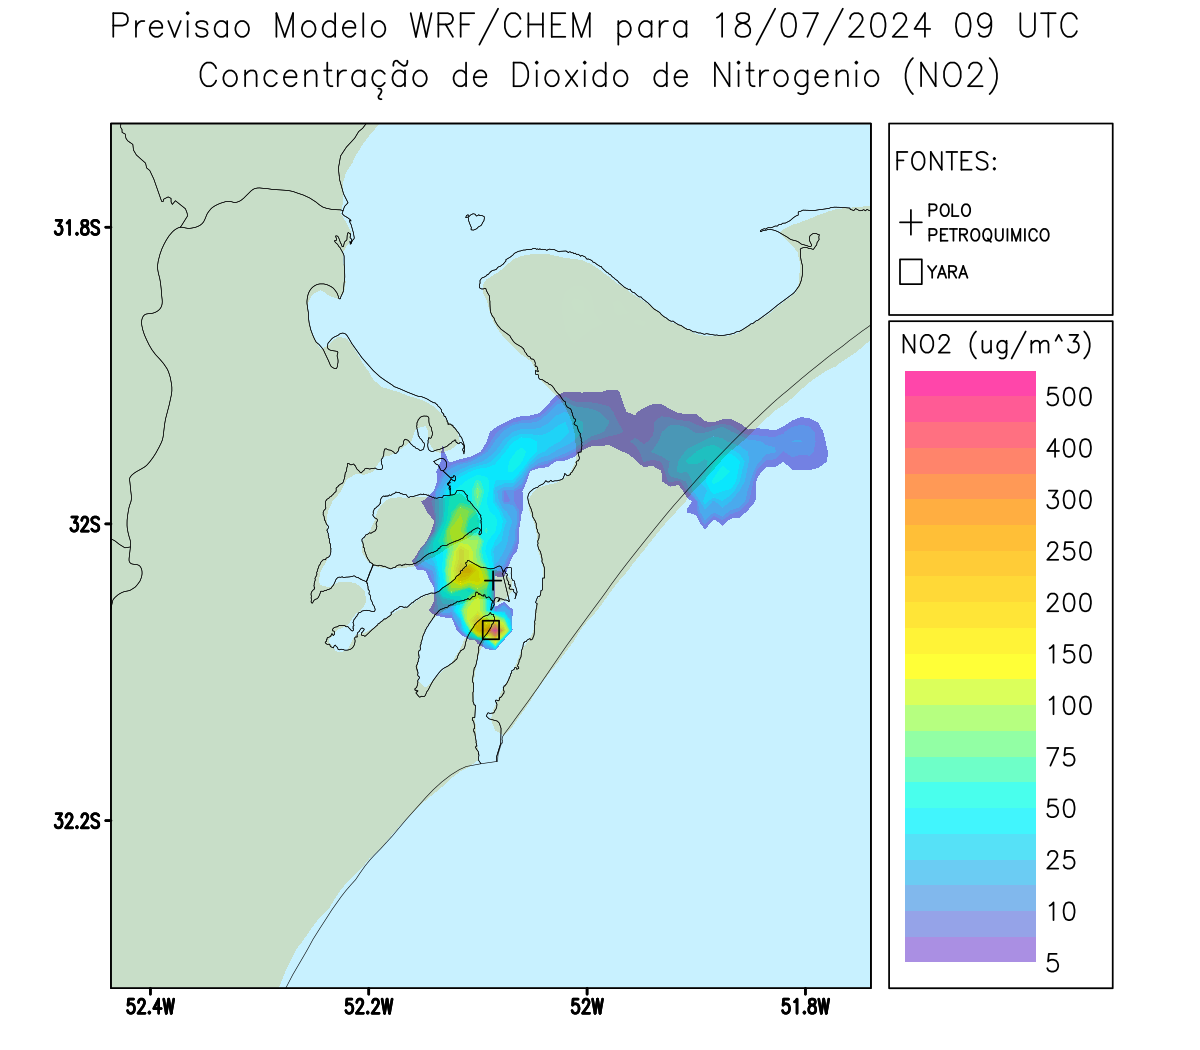 Previsao Modelo WRF/CHEM para 18/07/2024 09 UTC
Concentração de Dioxido de Nitrogenio (NO2)
FONTES:
POLO
PETROQUIMICO
YARA
NO2 (ug/m^3)
500
400
300
250
200
150
100
75
50
25
10
5
31.8S
32S
32.2S
52.4W
52.2W
52W
51.8W